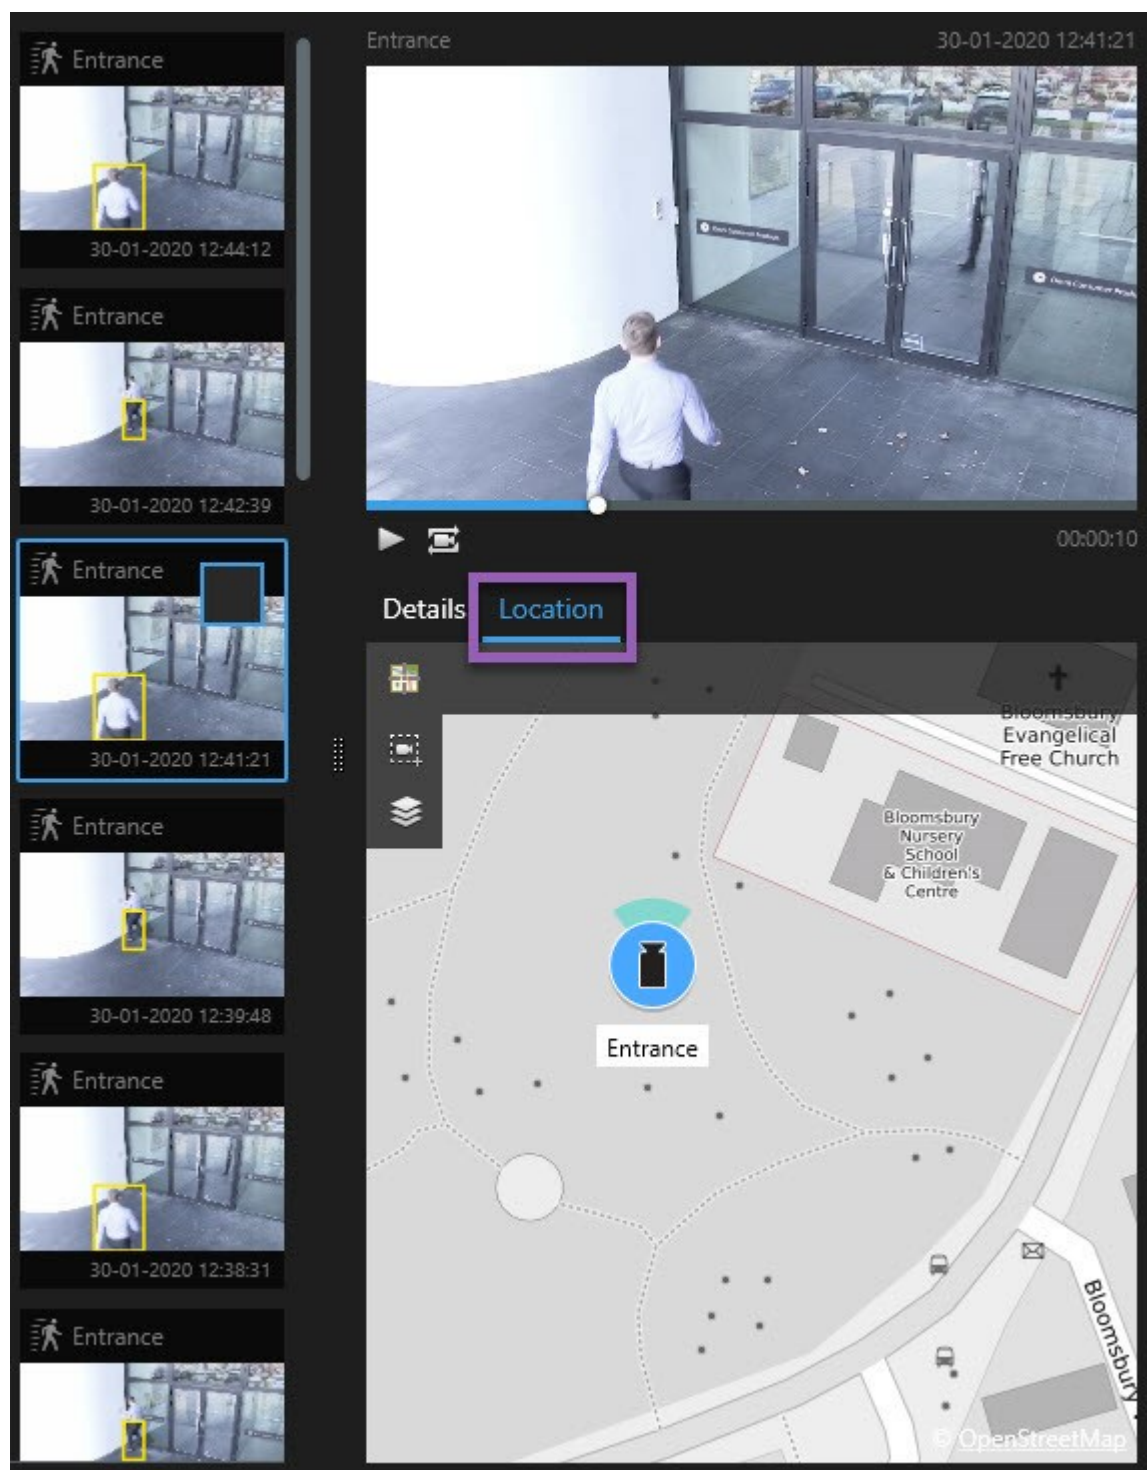 Entrance
30-01-2020 12:44:12
Entrance
30-01-2020 12:42:39
Entrance
30-01-2020 12:41:21
Entrance
30-01-2020 12:39:48
Entrance
30-01-2020 12:38:31
Entrance
Entrance
30-01-2020 12:41:21
00:00:10
Details
Location
Bloomsbury
Evangelical
Free Church
Bloomsbury
Nursery
School
& Children's
Centre
Entrance
Bloomsbury
© OpenStreetMap